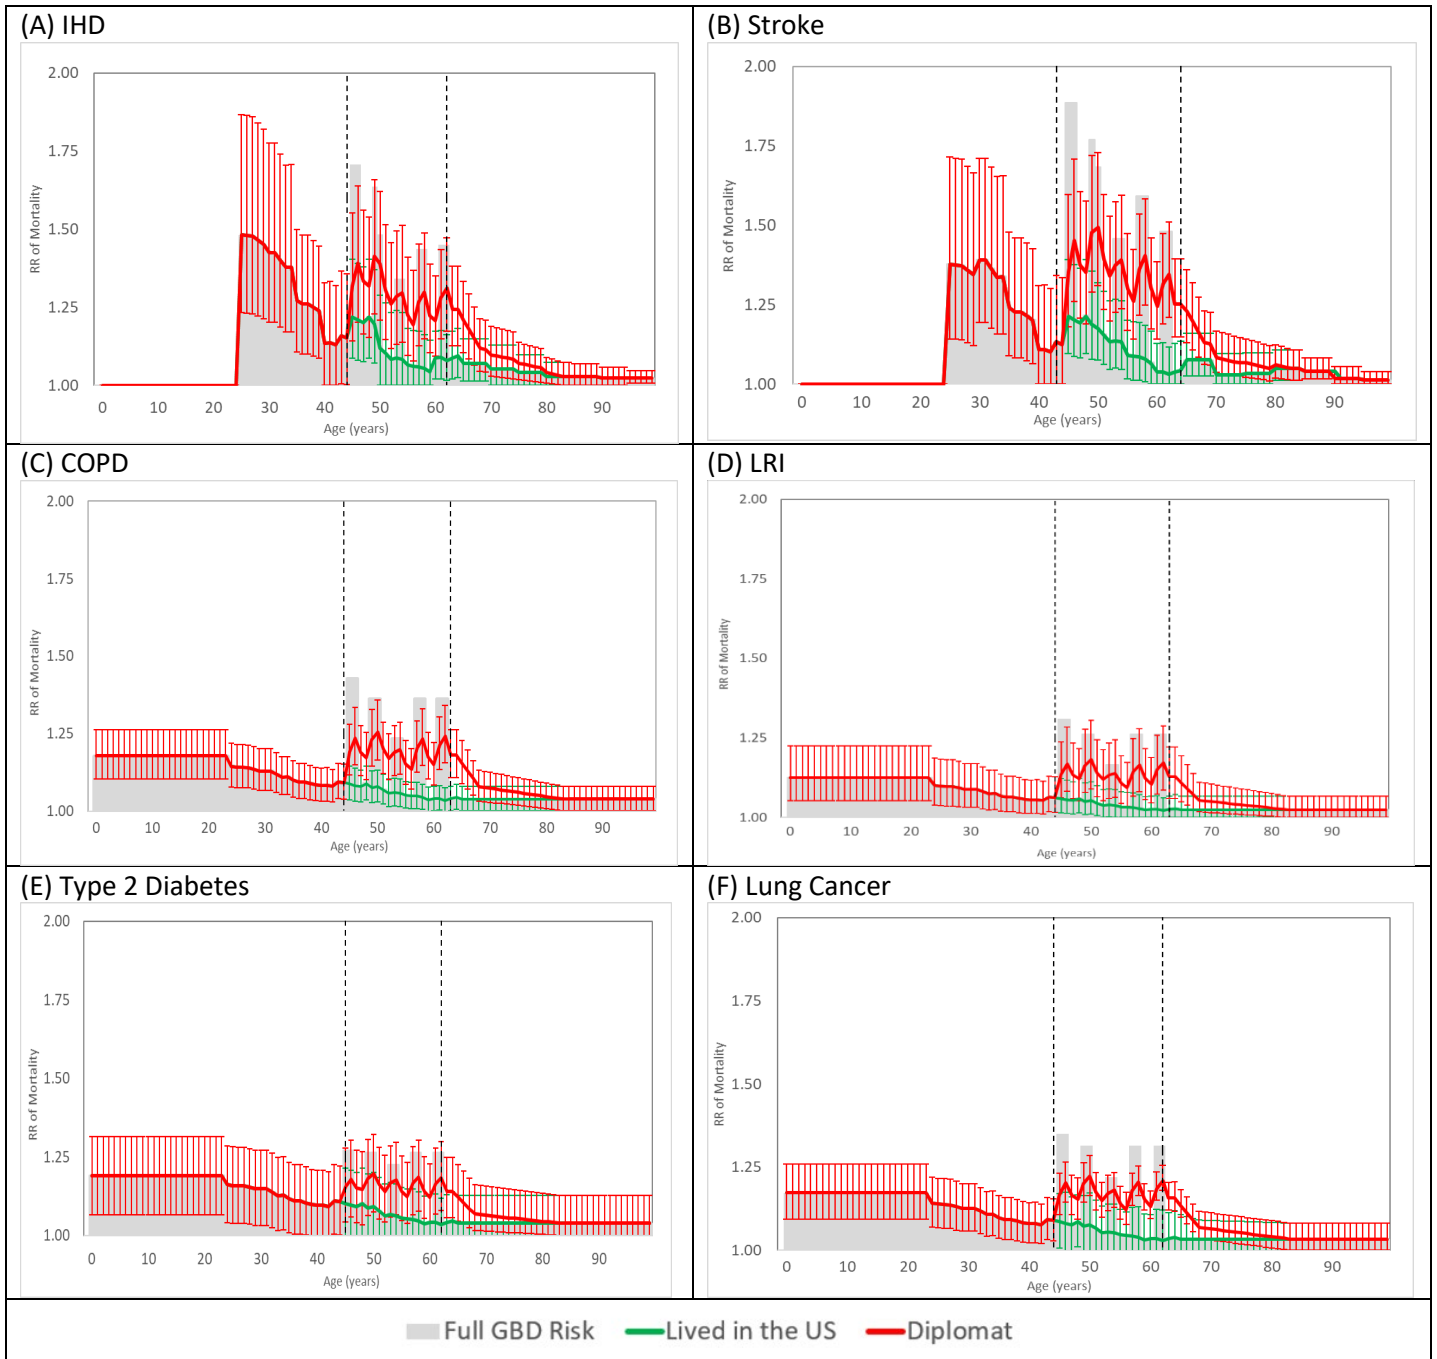 (A) IHD
2.00
1.75
1.50
1.25
1.00
RR of Mortality
0 10 20 30 40 50 60 70 80 90
Age (years)
(B) Stroke
2.00
1.75
1.50
1.25
1.00
RR of Mortality
0 10 20 30 40 50 60 70 80 90
Age (years)
(C) COPD
2.00
1.75
1.50
1.25
1.00
RR of Mortality
0 10 20 30 40 50 60 70 80 90
Age (years)
(D) LRI
2.00
1.75
1.50
1.25
1.00
RR of Mortality
0 10 20 30 40 50 60 70 80 90
Age (years)
(E) Type 2 Diabetes
2.00
1.75
1.50
1.25
1.00
RR of Mortality
0 10 20 30 40 50 60 70 80 90
Age (years)
(F) Lung Cancer
2.00
1.75
1.50
1.25
1.00
RR of Mortality
0 10 20 30 40 50 60 70 80 90
Age (years)
Full GBD Risk Lived in the US Diplomat